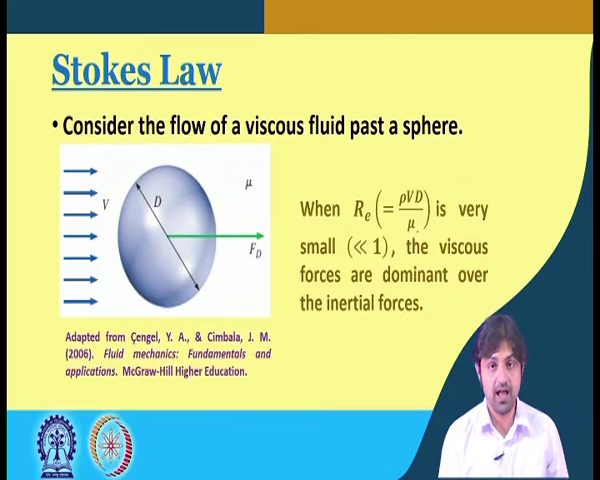 Stokes Law
• Consider the flow of a viscous fluid past a sphere.
V
D
μ
F_D
When R_e (= ρVD/μ) is very
small (≪ 1), the viscous
forces are dominant over
the inertial forces.
Adapted from Çengel, Y. A., & Cimbala, J. M.
(2006). Fluid mechanics: Fundamentals and
applications. McGraw-Hill Higher Education.